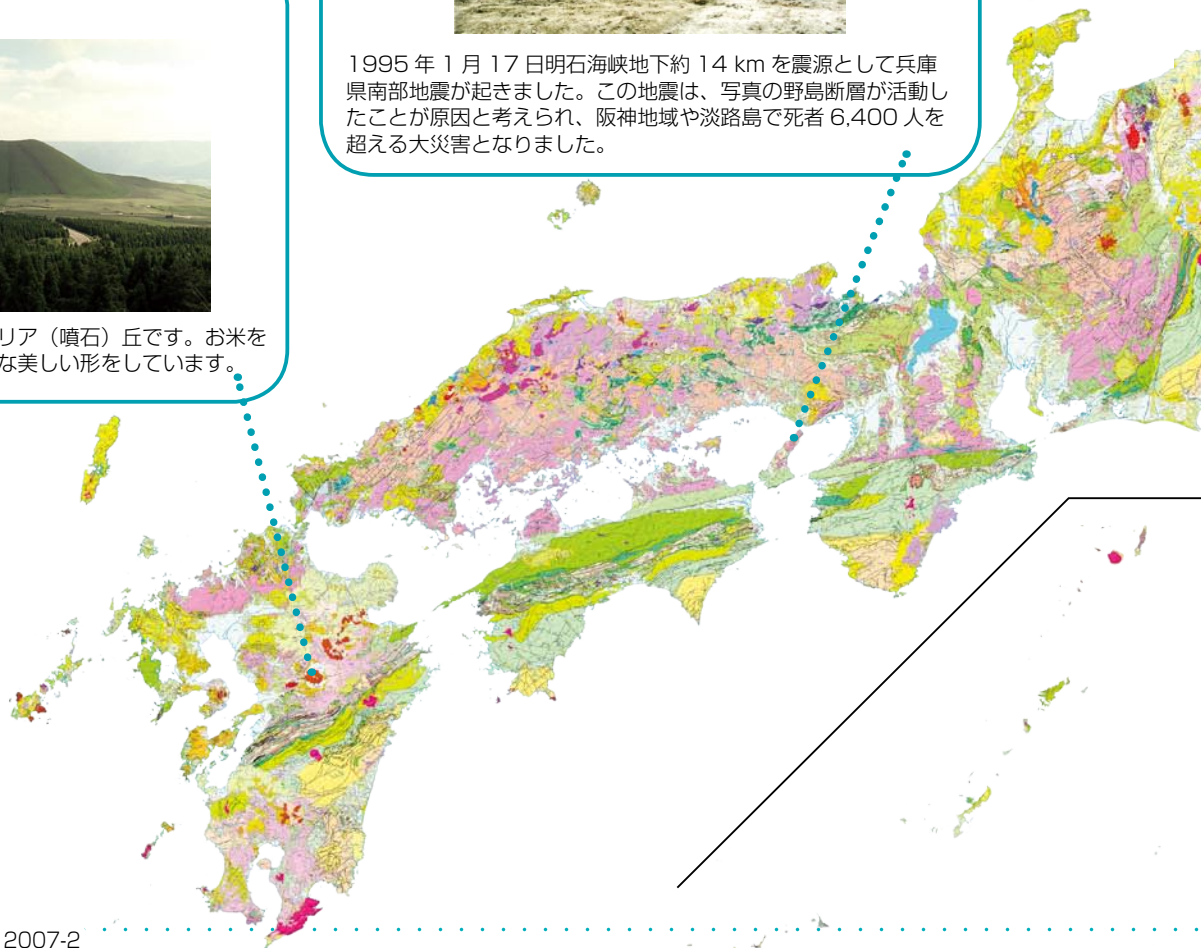 1995 年 1 月 17 日明石海峡地下約 14 km を震源として兵庫
県南部地震が起きました。この地震は、写真の野島断層が活動し
たことが原因と考えられ、阪神地域や淡路島で死者 6,400 人を
超える大災害となりました。
リア（噴石）丘です。お米を
な美しい形をしています。
2007-2